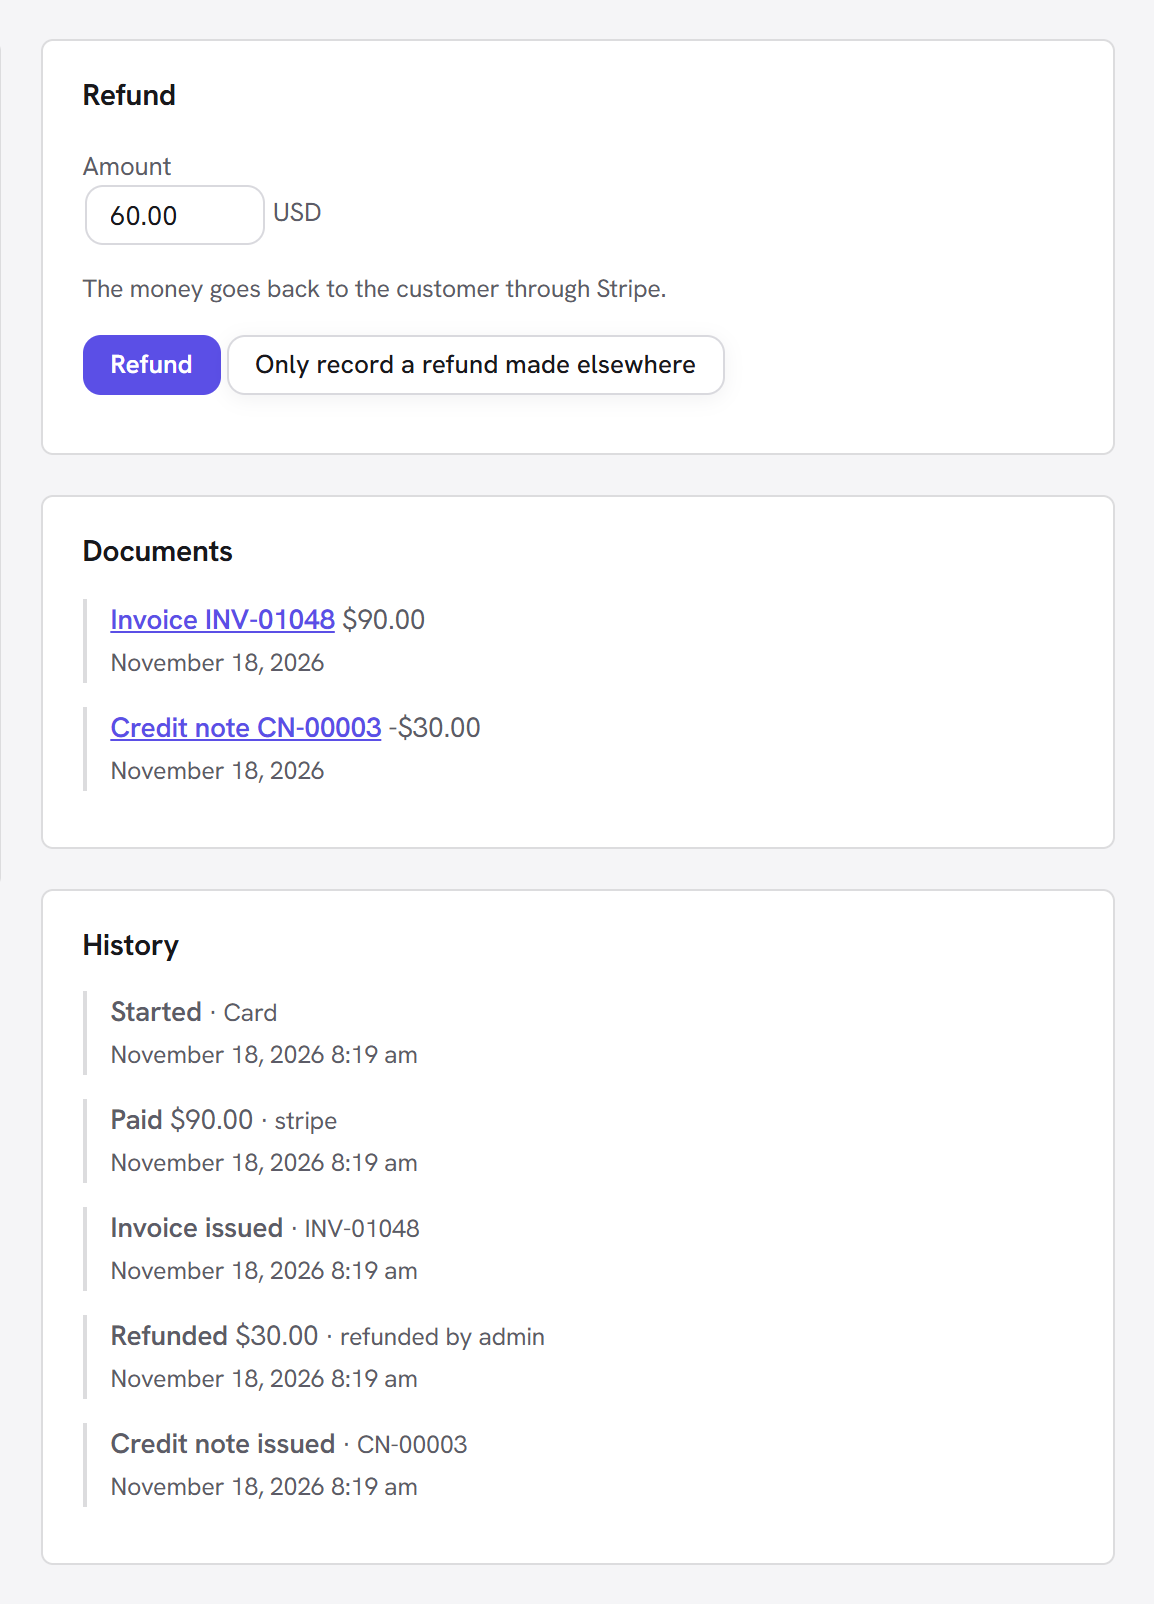 Refund
Amount
60.00 USD
The money goes back to the customer through Stripe.
Refund Only record a refund made elsewhere
Documents
Invoice INV-01048 $90.00
November 18, 2026
Credit note CN-00003 -$30.00
November 18, 2026
History
Started · Card
November 18, 2026 8:19 am
Paid $90.00 · stripe
November 18, 2026 8:19 am
Invoice issued · INV-01048
November 18, 2026 8:19 am
Refunded $30.00 · refunded by admin
November 18, 2026 8:19 am
Credit note issued · CN-00003
November 18, 2026 8:19 am